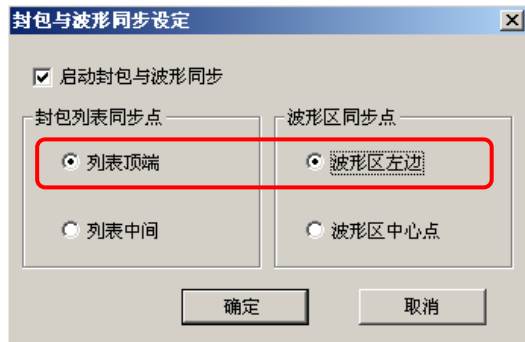 封包与波形同步设定
启动封包与波形同步
封包列表同步点
波形区同步点
列表顶端
波形区左边
列表中间
波形区中心点
确定
取消